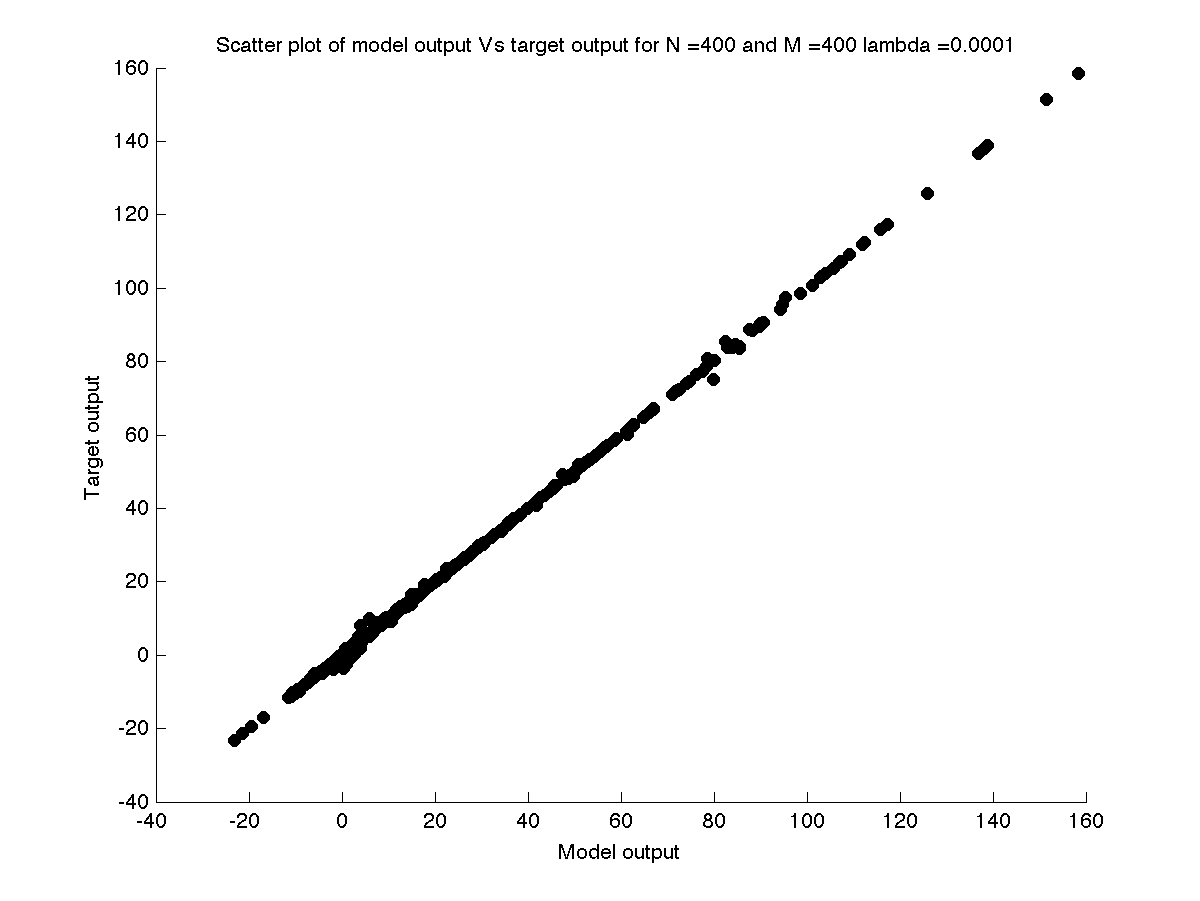 Scatter plot of model output Vs target output for N =400 and M =400 lambda =0.0001
160
140
120
100
80
60
40
20
0
-20
-40
Target output
-40 -20 0 20 40 60 80 100 120 140 160
Model output